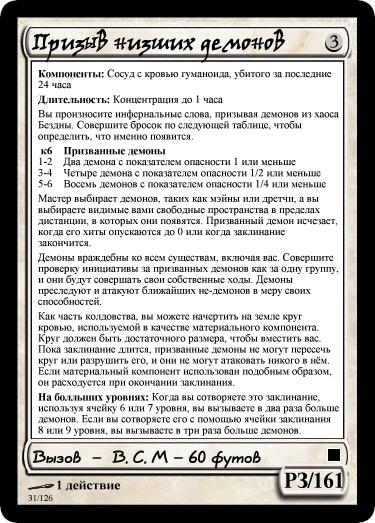 Призыв низших демонов
3
Компоненты: Сосуд с кровью гуманоида, убитого за последние
24 часа
Длительность: Концентрация до 1 часа
Вы произносите инфернальные слова, призывая демонов из хаоса
Бездны. Совершите бросок по следующей таблице, чтобы
определить, что именно появится.
к6 Призванные демоны
1-2 Два демона с показателем опасности 1 или меньше
3-4 Четыре демона с показателем опасности 1/2 или меньше
5-6 Восемь демонов с показателем опасности 1/4 или меньше
Мастер выбирает демонов, таких как мэйны или дретчи, а вы
выбираете видимые вами свободные пространства в пределах
дистанции, в которых они появятся. Призванный демон исчезает,
когда его хиты опускаются до 0 или когда заклинание
закончится.
Демоны враждебны ко всем существам, включая вас. Совершите
проверку инициативы за призванных демонов как за одну группу,
и они будут совершать свои собственные ходы. Демоны
преследуют и атакуют ближайших не-демонов в меру своих
способностей.
Как часть колдовства, вы можете начертить на земле круг
кровью, используемой в качестве материального компонента.
Круг должен быть достаточного размера, чтобы вместить вас.
Пока заклинание длится, призванные демоны не могут пересечь
круг или разрушить его, и они не могут атаковать никого в нём.
Если материальный компонент использован подобным образом,
он расходуется при окончании заклинания.
На болльших уровнях: Когда вы сотворяете это заклинание,
используя ячейку 6 или 7 уровня, вы вызываете в два раза больше
демонов. Если вы сотворяете его с помощью ячейки заклинания
8 или 9 уровня, вы вызываете в три раза больше демонов.
Вызов – В, С, М – 60 футов
1 действие
РЗ/161
31/126